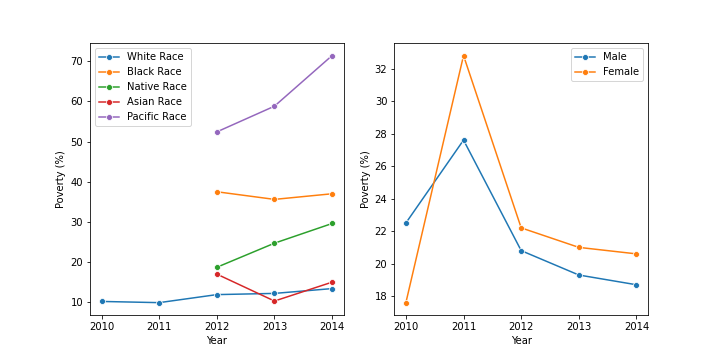 White Race
Black Race
Native Race
Asian Race
Pacific Race
70
60
50
40
30
20
10
Poverty (%)
2010 2011 2012 2013 2014
Year
Male
Female
32
30
28
26
24
22
20
18
Poverty (%)
2010 2011 2012 2013 2014
Year